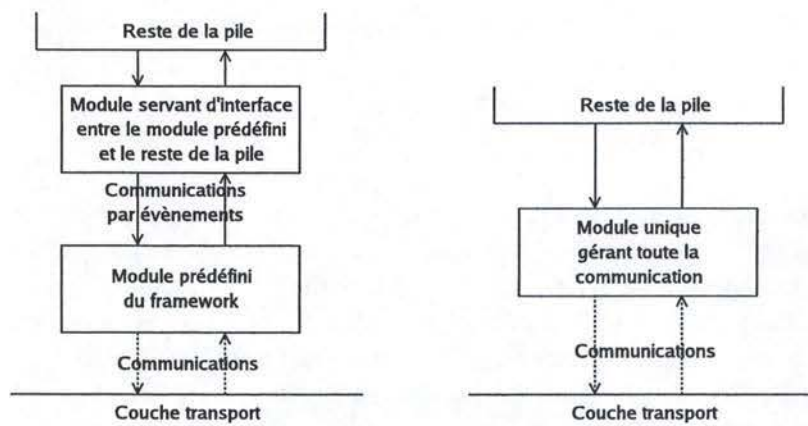 Reste de la pile
Module servant d'interface
entre le module prédéfini
et le reste de la pile
Communications
par évènements
Module prédéfini
du framework
Communications
Couche transport
Reste de la pile
Module unique
gérant toute la
communication
Communications
Couche transport